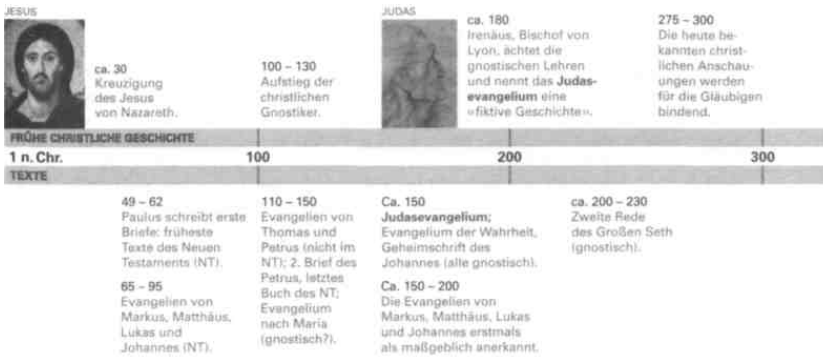 JESUS
ca. 30
Kreuzigung
des Jesus
von Nazareth.
100 – 130
Aufstieg der
christlichen
Gnostiker.
JUDAS
ca. 180
Irenäus, Bischof von
Lyon, ächtet die
gnostischen Lehren
und nennt das Judas-
evangelium eine
»fiktive Geschichte«.
275 – 300
Die heute be-
kannten christ-
lichen Anschau-
ungen werden
für die Gläubigen
bindend.
FRÜHE CHRISTLICHE GESCHICHTE
1 n. Chr. 100 200 300
TEXTE
49 – 62
Paulus schreibt erste
Briefe: früheste
Texte des Neuen
Testaments (NT).
65 – 95
Evangelien von
Markus, Matthäus,
Lukas und
Johannes (NT).
110 – 150
Evangelien von
Thomas und
Petrus (nicht im
NT); 2. Brief des
Petrus, letztes
Buch des NT;
Evangelium
nach Maria
(gnostisch?).
Ca. 150
Judasevangelium;
Evangelium der Wahrheit,
Geheimschrift des
Johannes (alle gnostisch).
Ca. 150 – 200
Die Evangelien von
Markus, Matthäus, Lukas
und Johannes erstmals
als maßgeblich anerkannt.
ca. 200 – 230
Zweite Rede
des Großen Seth
(gnostisch).